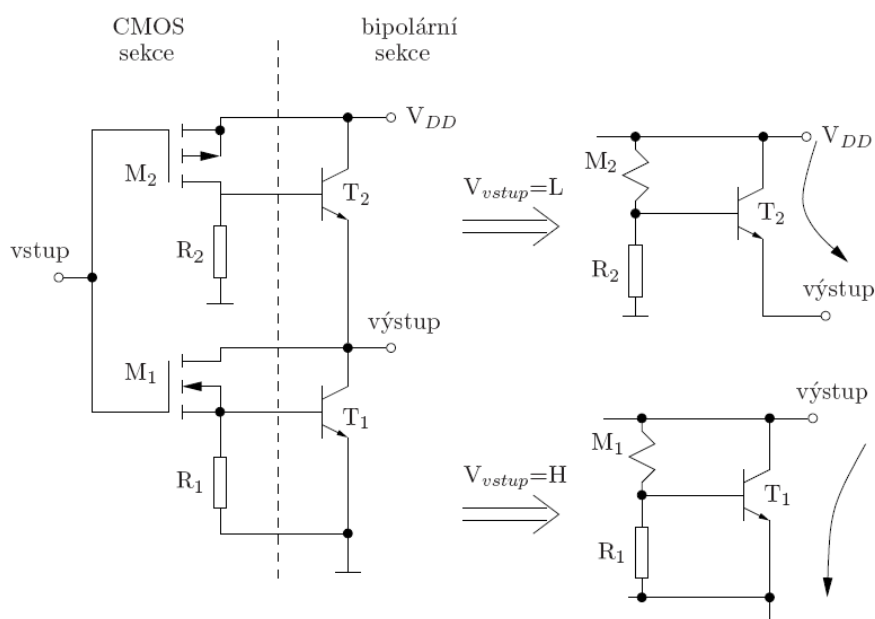 CMOS
sekce
bipolární
sekce
V_DD
M_2
T_2
R_2
vstup
výstup
M_1
T_1
R_1
V_vstup=L
V_DD
M_2
T_2
R_2
výstup
V_vstup=H
výstup
M_1
T_1
R_1